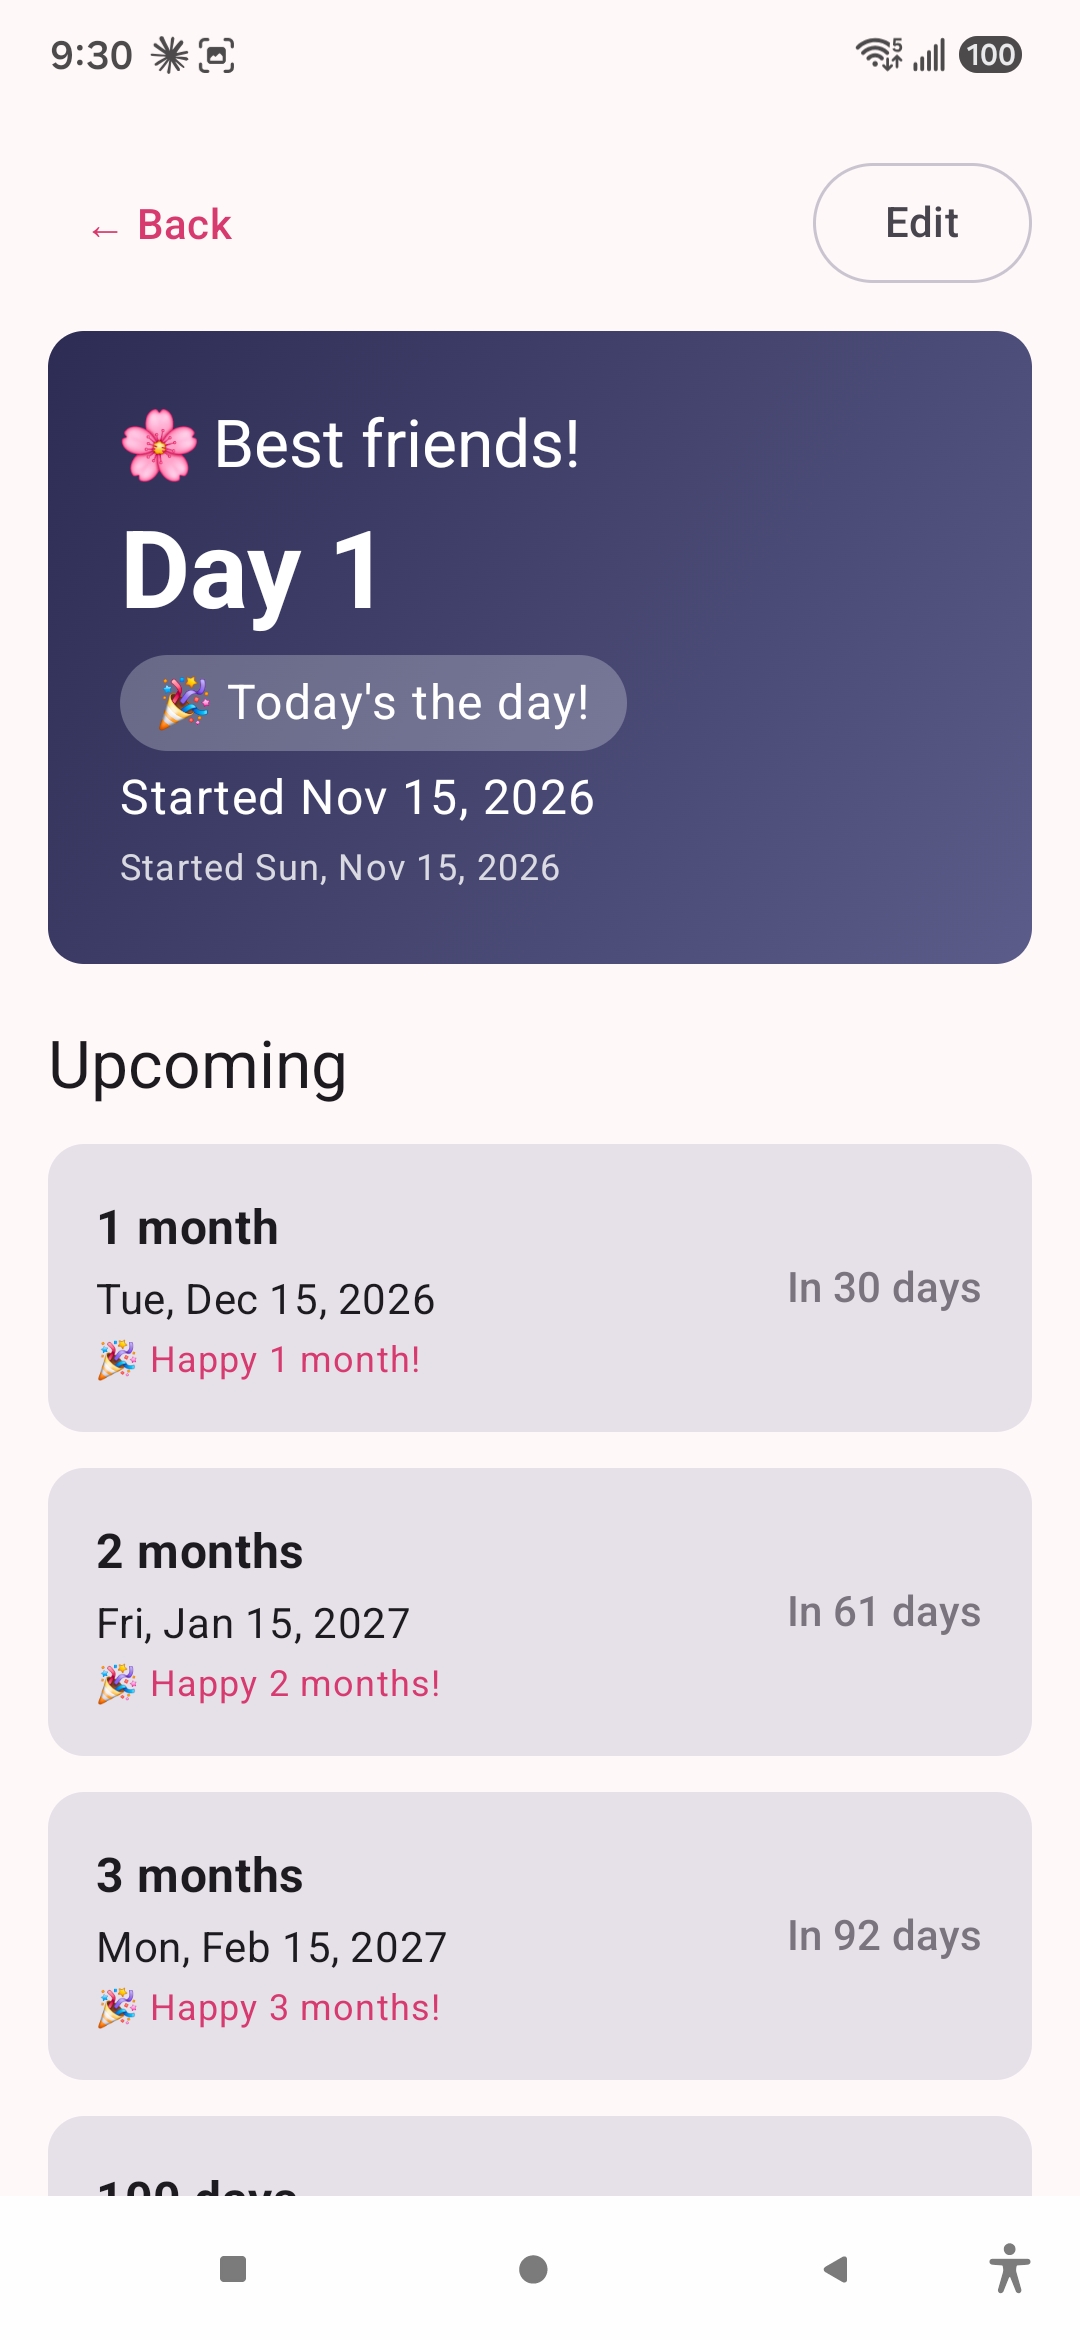 9:30
5
100
← Back
Edit
🌸 Best friends!
Day 1
🎉 Today's the day!
Started Nov 15, 2026
Started Sun, Nov 15, 2026
Upcoming
1 month
Tue, Dec 15, 2026
In 30 days
🎉 Happy 1 month!
2 months
Fri, Jan 15, 2027
In 61 days
🎉 Happy 2 months!
3 months
Mon, Feb 15, 2027
In 92 days
🎉 Happy 3 months!
100 days